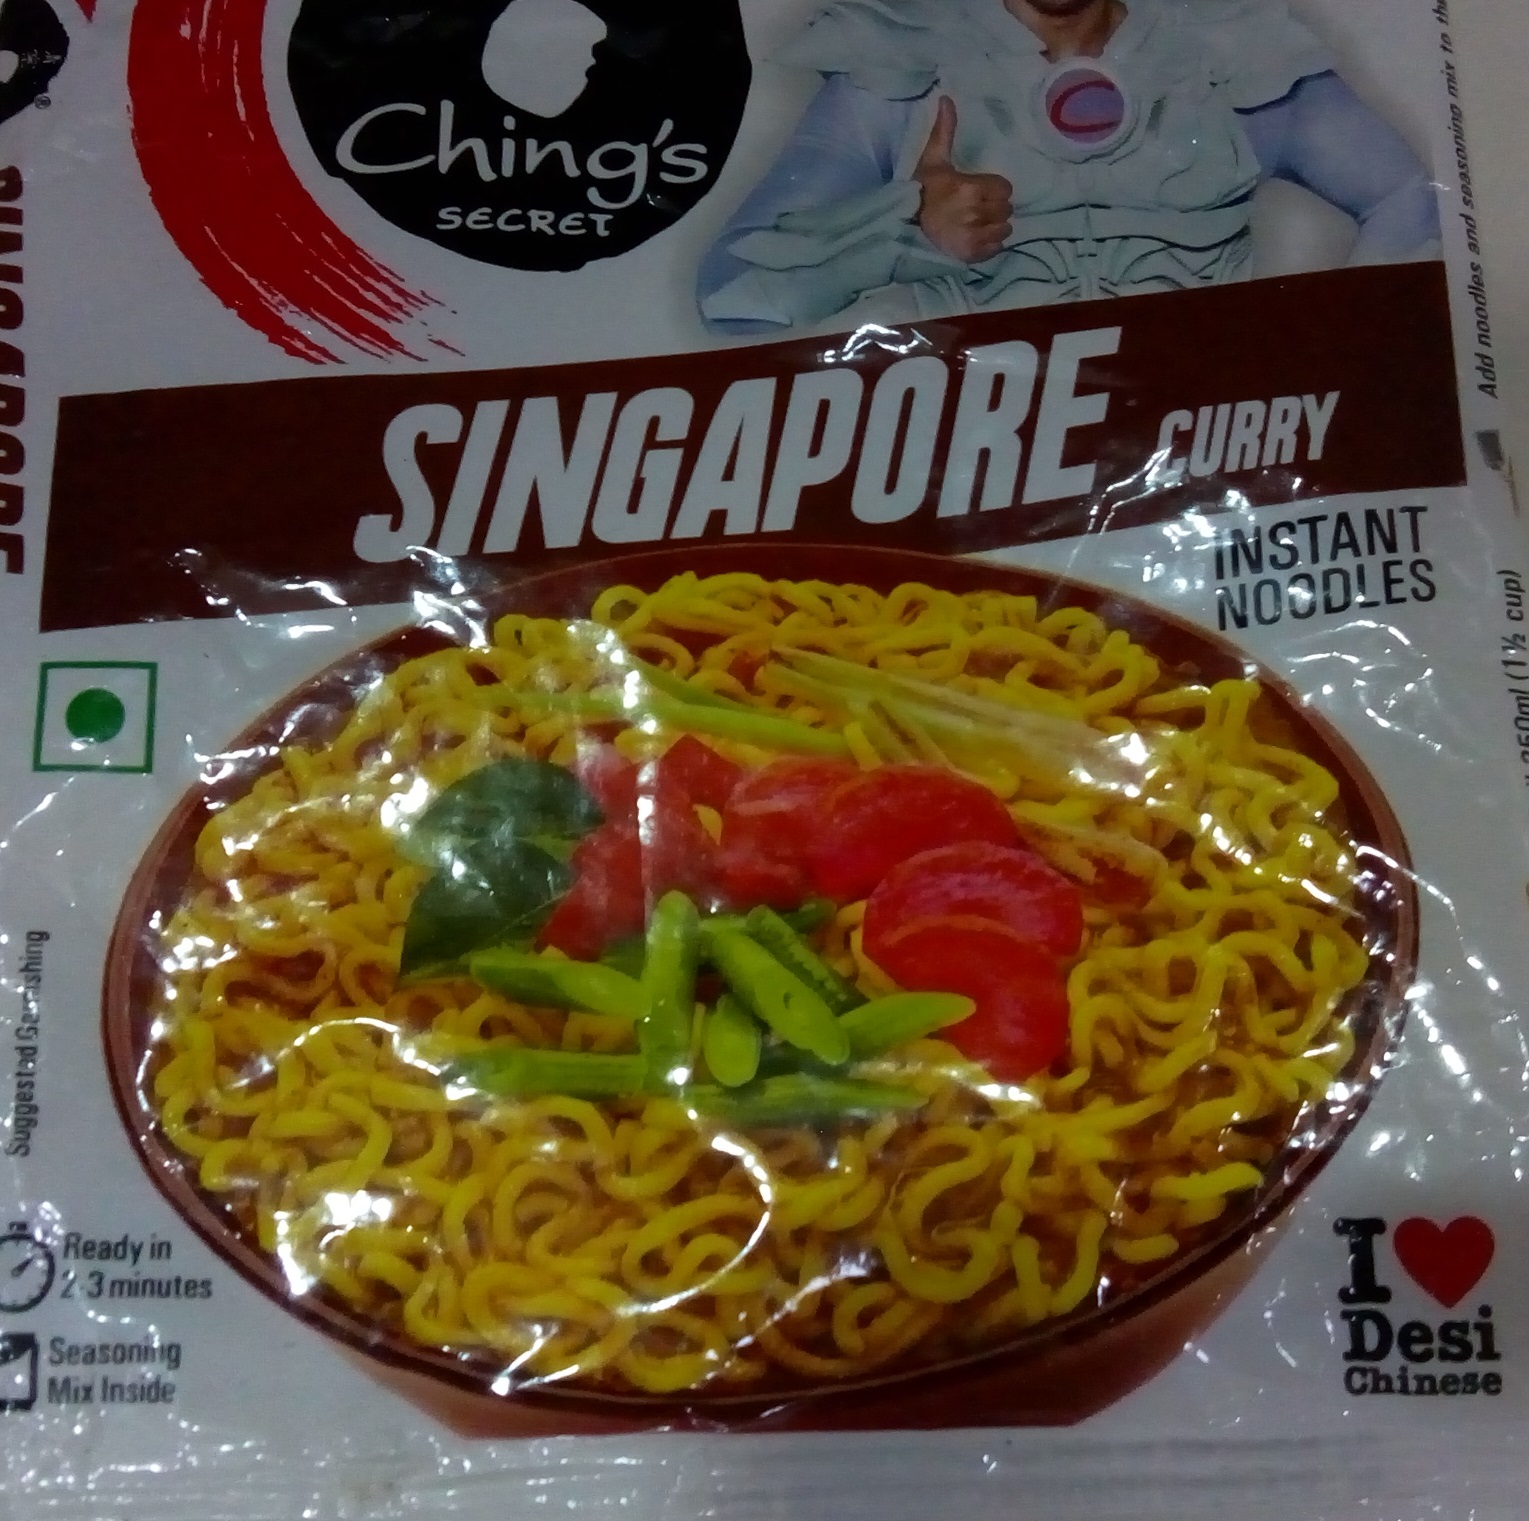 Ching's
SECRET
SINGAPORE CURRY
INSTANT
NOODLES
Suggested Garnishing
Ready in
2-3 minutes
Seasoning
Mix Inside
I
Desi
Chinese
Add noodles and seasoning mix to the
350ml (1½ cup)
SINGAPORE